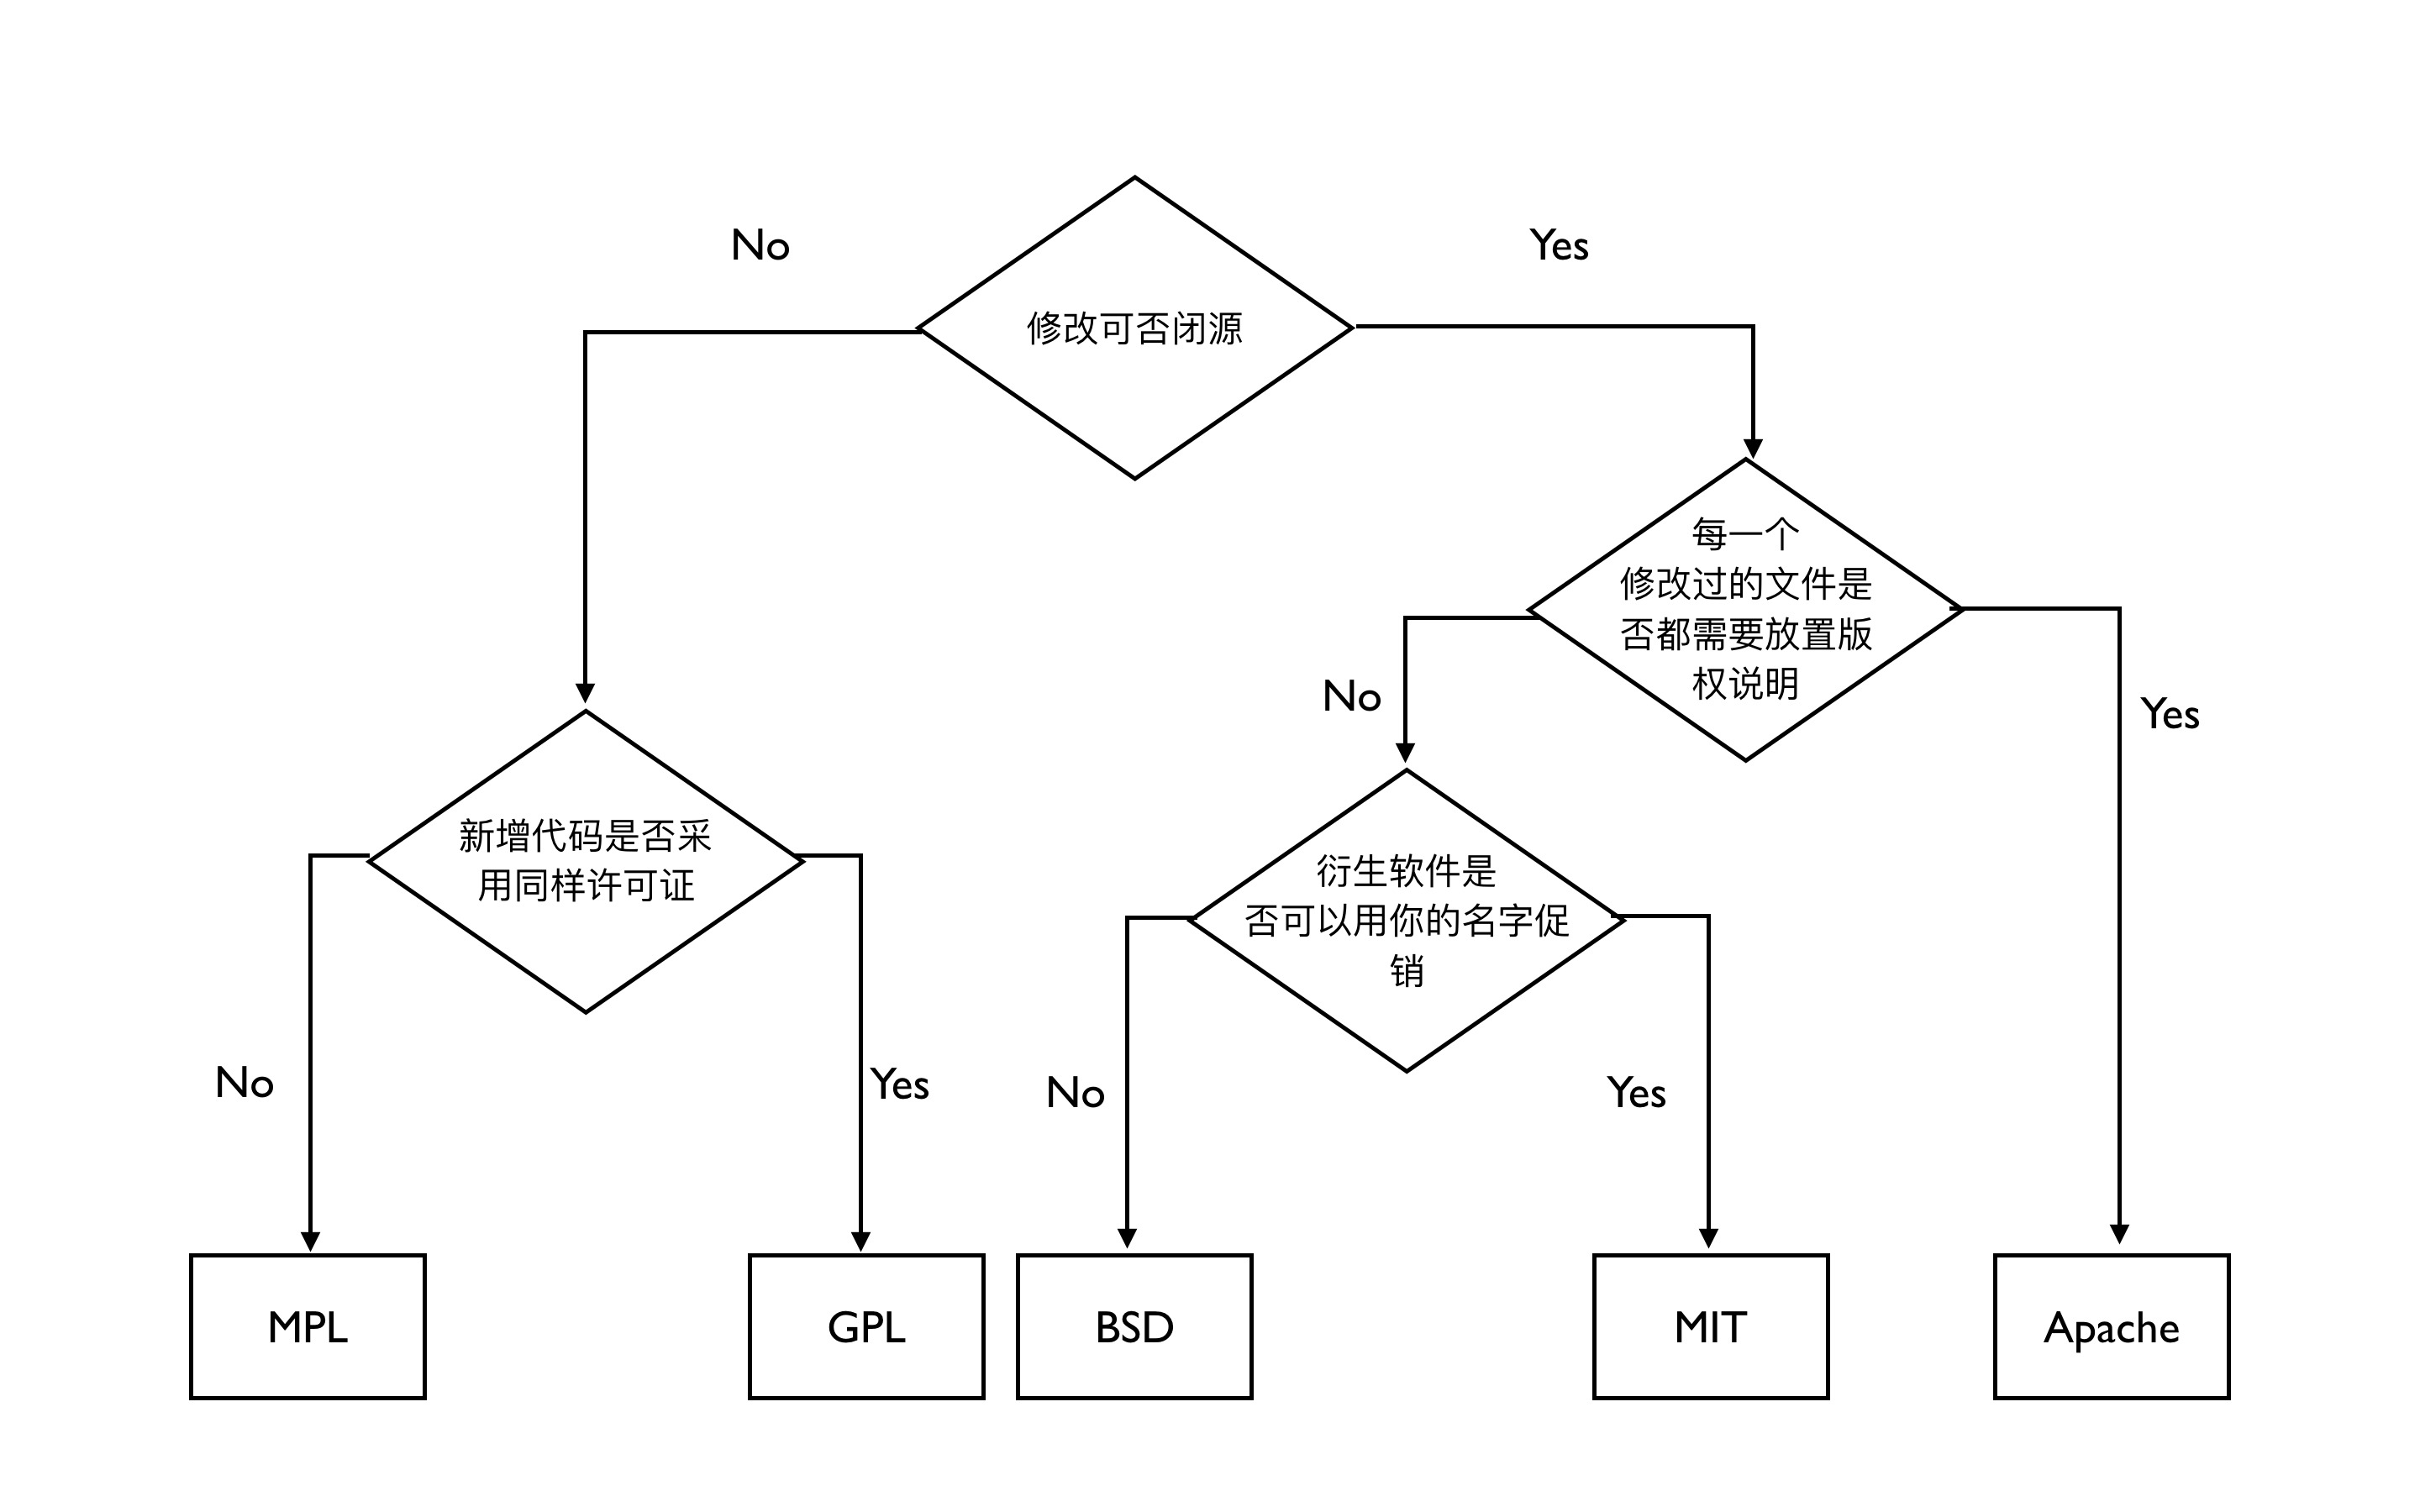 No
Yes
修改可否闭源
每一个
修改过的文件是
否都需要放置版
权说明
No
Yes
新增代码是否采
用同样许可证
衍生软件是
否可以用你的名字促
销
No
Yes
No
Yes
MPL
GPL
BSD
MIT
Apache